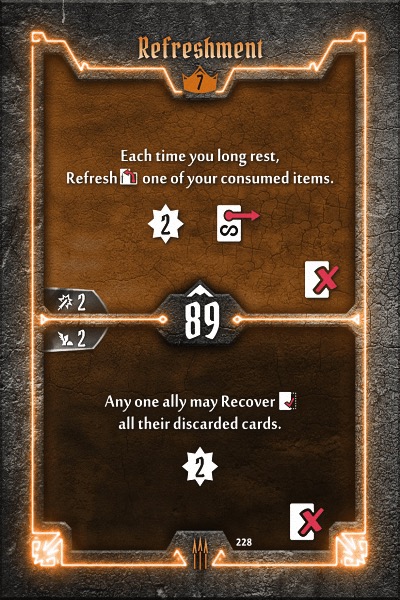 Refreshment
7
Each time you long rest,
Refresh one of your consumed items.
2
2
89
2
Any one ally may Recover
all their discarded cards.
2
228